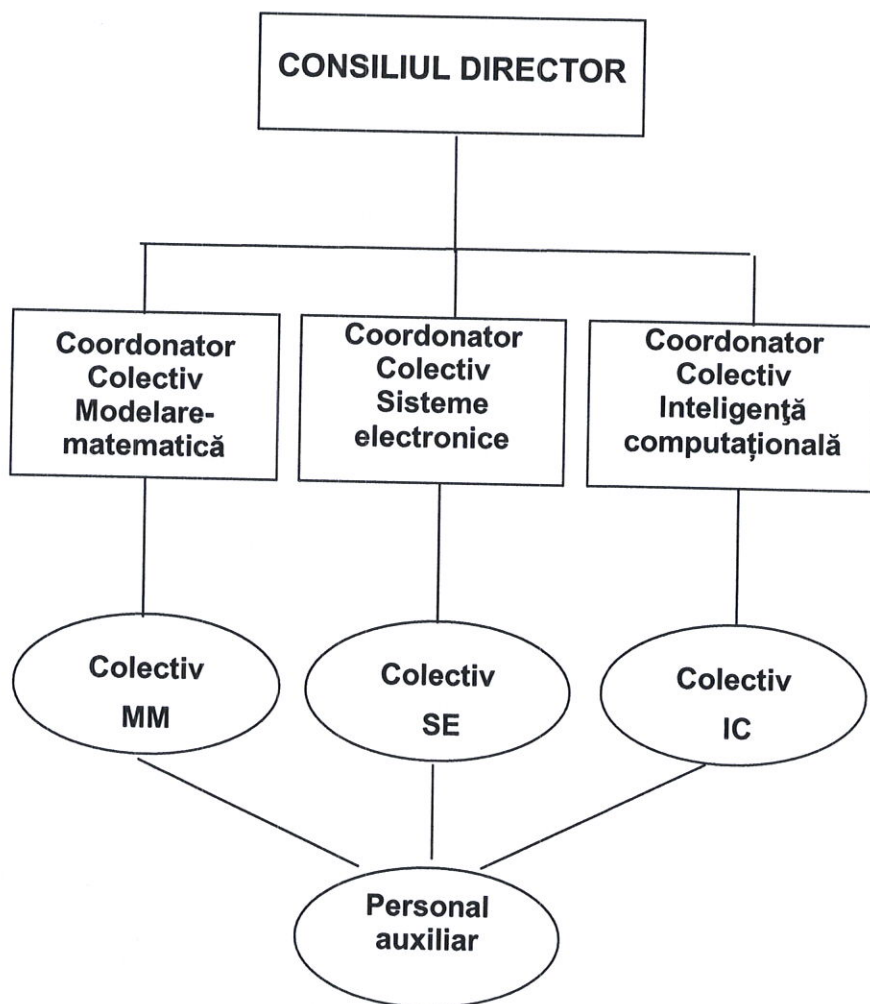 CONSILIUL DIRECTOR
Coordonator
Colectiv
Modelare-
matematică
Coordonator
Colectiv
Sisteme
electronice
Coordonator
Colectiv
Inteligenţă
computațională
Colectiv
MM
Colectiv
SE
Colectiv
IC
Personal
auxiliar